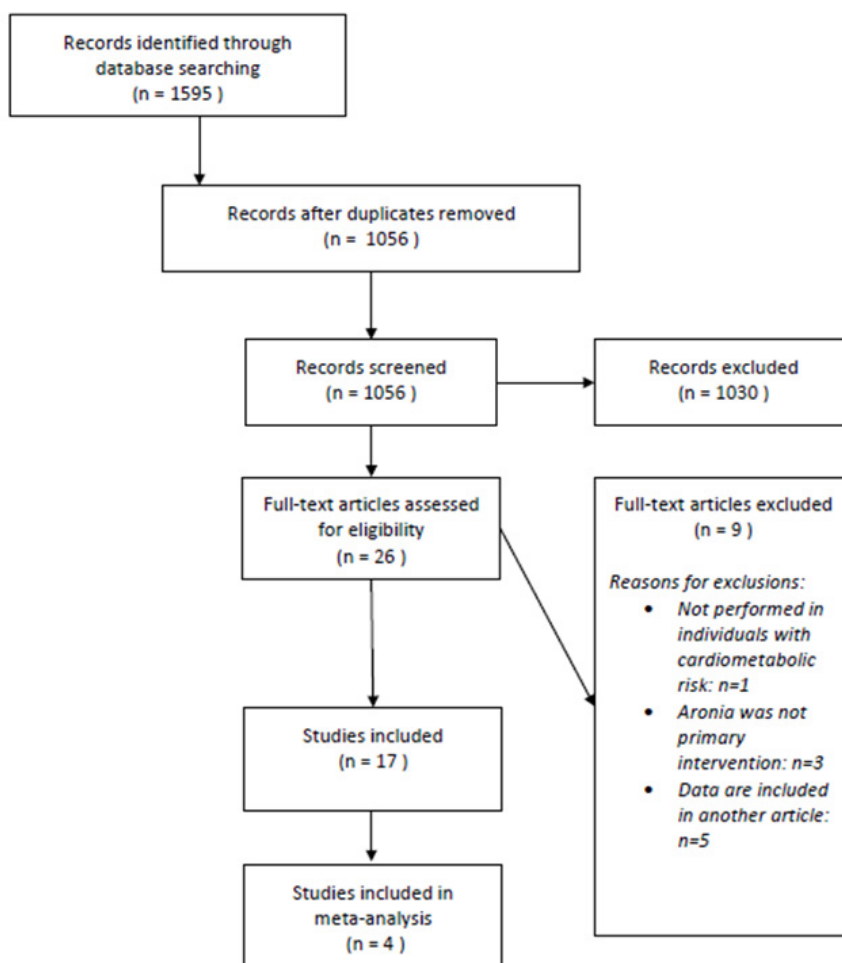 Records identified through
database searching
(n = 1595 )
Records after duplicates removed
(n = 1056 )
Records screened
(n = 1056 )
Records excluded
(n = 1030 )
Full-text articles assessed
for eligibility
(n = 26 )
Full-text articles excluded
(n = 9 )
Reasons for exclusions:
• Not performed in
individuals with
cardiometabolic
risk: n=1
• Aronia was not
primary
intervention: n=3
• Data are included
in another article:
n=5
Studies included
(n = 17 )
Studies included in
meta-analysis
(n = 4 )